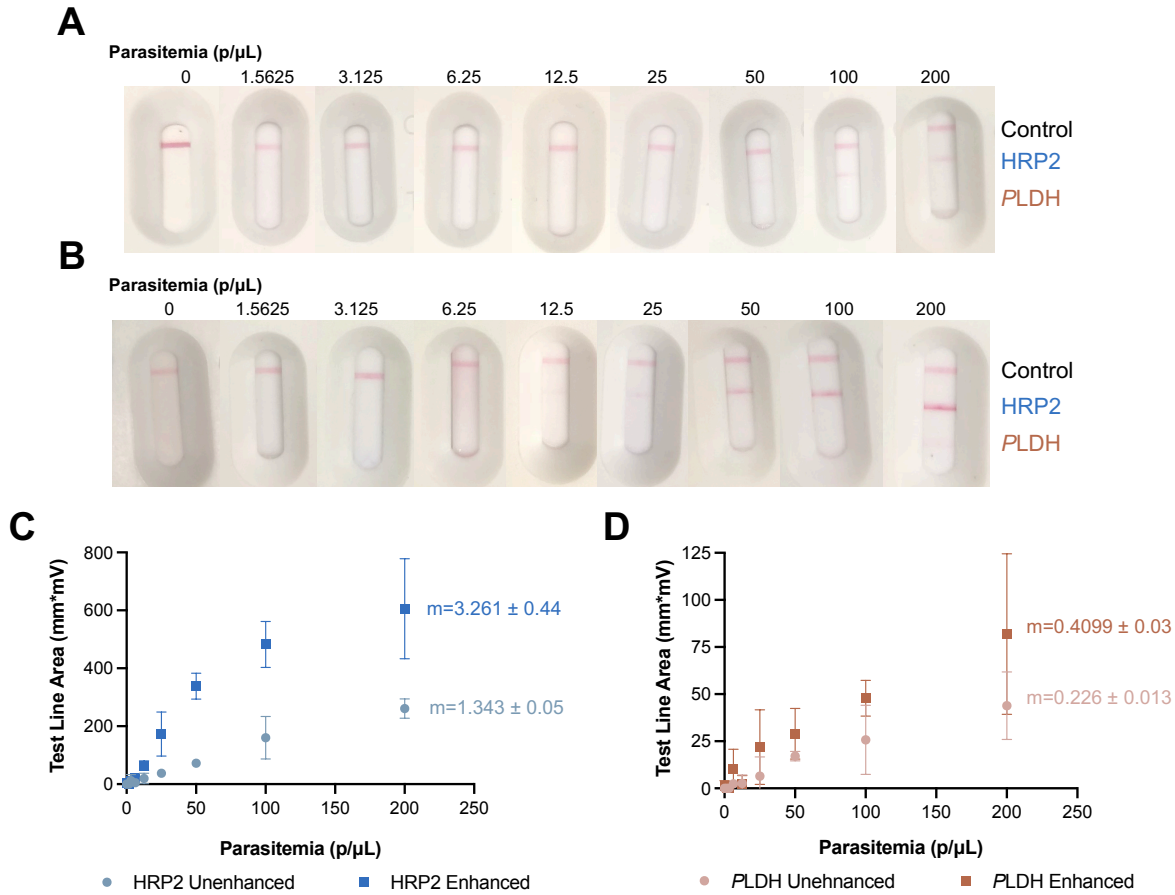 A
Parasitemia (p/µL)
0 1.5625 3.125 6.25 12.5 25 50 100 200
Control
HRP2
PLDH
B
Parasitemia (p/µL)
0 1.5625 3.125 6.25 12.5 25 50 100 200
Control
HRP2
PLDH
C
Test Line Area (mm*mV)
800
600
400
200
0
m=3.261 ± 0.44
m=1.343 ± 0.05
0 50 100 150 200 250
Parasitemia (p/µL)
HRP2 Unenhanced HRP2 Enhanced
D
Test Line Area (mm*mV)
125
100
75
50
25
0
m=0.4099 ± 0.03
m=0.226 ± 0.013
0 50 100 150 200 250
Parasitemia (p/µL)
PLDH Unehnanced PLDH Enhanced